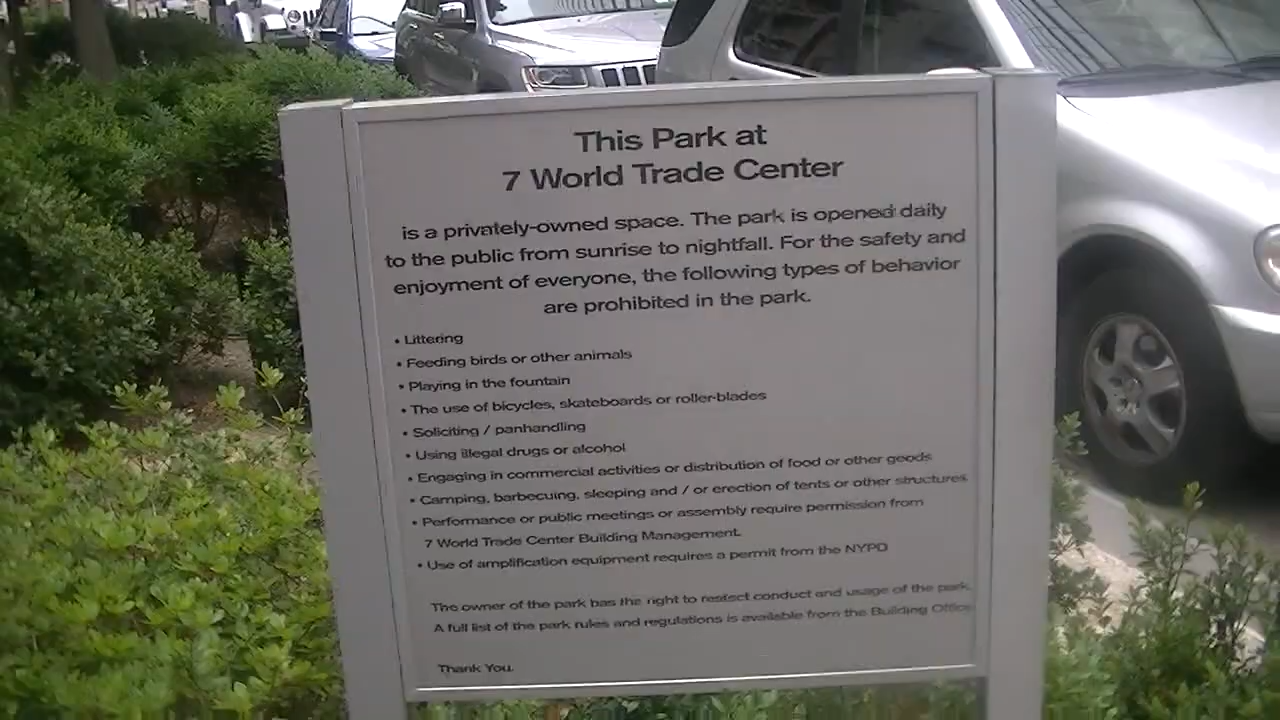 This Park at
7 World Trade Center
is a privately-owned space. The park is opened daily
to the public from sunrise to nightfall. For the safety and
enjoyment of everyone, the following types of behavior
are prohibited in the park.
• Littering
• Feeding birds or other animals
• Playing in the fountain
• The use of bicycles, skateboards or roller-blades
• Soliciting / panhandling
• Using illegal drugs or alcohol
• Engaging in commercial activities or distribution of food or other goods
• Camping, barbecuing, sleeping and / or erection of tents or other structures
• Performance or public meetings or assembly require permission from
7 World Trade Center Building Management.
• Use of amplification equipment requires a permit from the NYPD
The owner of the park has the right to restect conduct and usage of the park.
A full list of the park rules and regulations is available from the Building Office
Thank You.